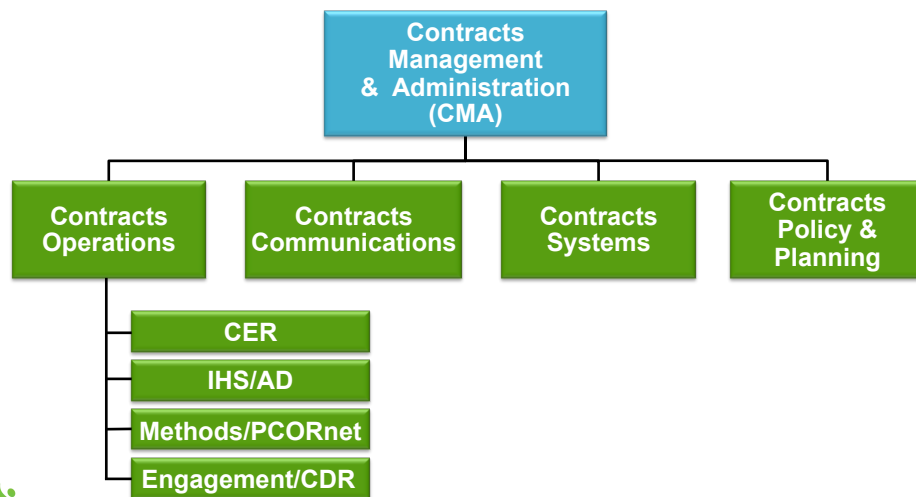 Contracts
Management
& Administration
(CMA)
Contracts
Operations
Contracts
Communications
Contracts
Systems
Contracts
Policy &
Planning
CER
IHS/AD
Methods/PCORnet
Engagement/CDR